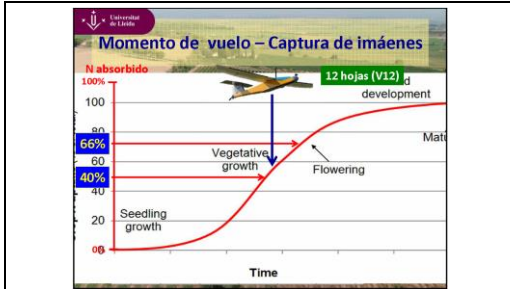 Universitat
de Lleida
Momento de vuelo – Captura de imáenes
N absorbido
12 hojas (V12)
d
development
100%
100
80
66%
60
40%
20
0%
Vegetative
growth
Flowering
Matu
Seedling
growth
Time